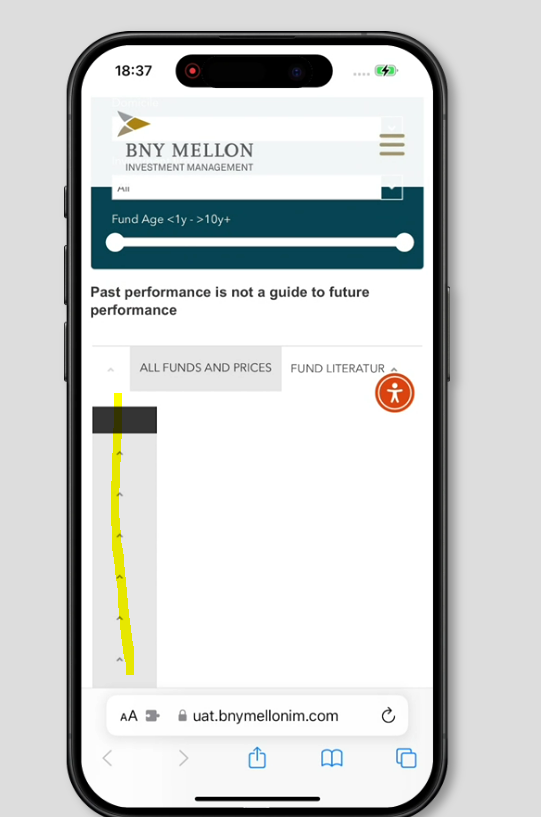 18:37
BNY MELLON
INVESTMENT MANAGEMENT
All
Fund Age <1y - >10y+
Past performance is not a guide to future
performance
ALL FUNDS AND PRICES
FUND LITERATUR
AA
uat.bnymellonim.com